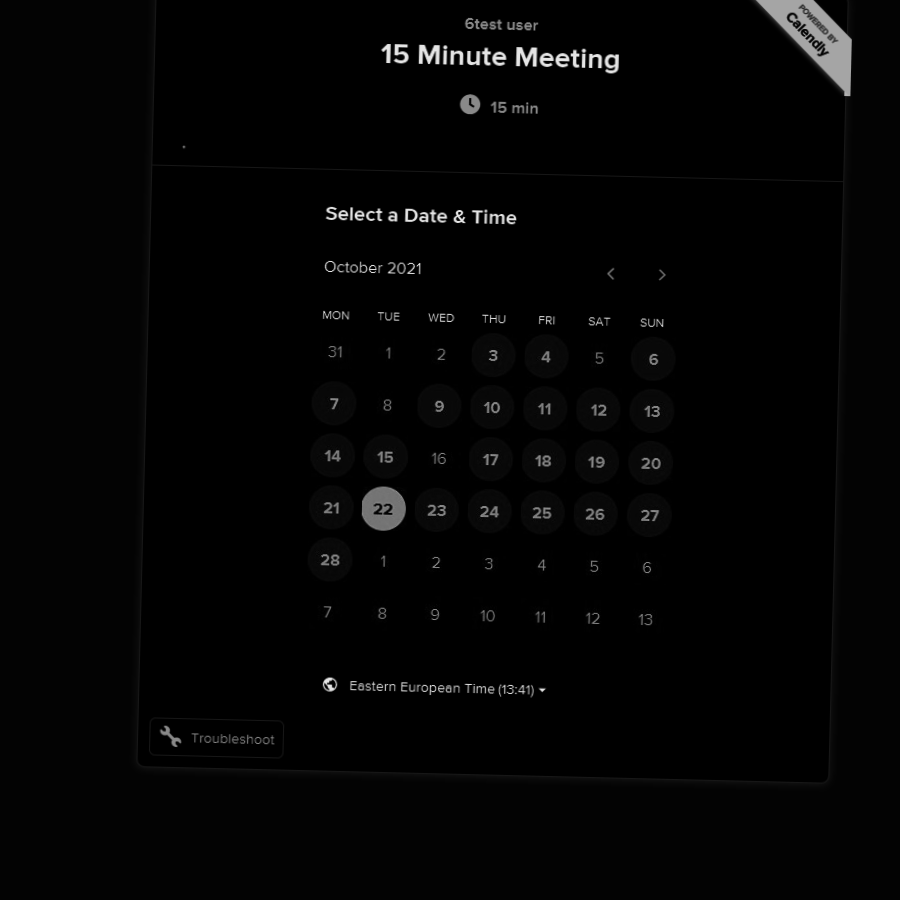 6test user
POWERED BY
Calendly
15 Minute Meeting
15 min
Select a Date & Time
October 2021
MON TUE WED THU FRI SAT SUN
31 1 2 3 4 5 6
7 8 9 10 11 12 13
14 15 16 17 18 19 20
21 22 23 24 25 26 27
28 1 2 3 4 5 6
7 8 9 10 11 12 13
Eastern European Time (13:41)
Troubleshoot